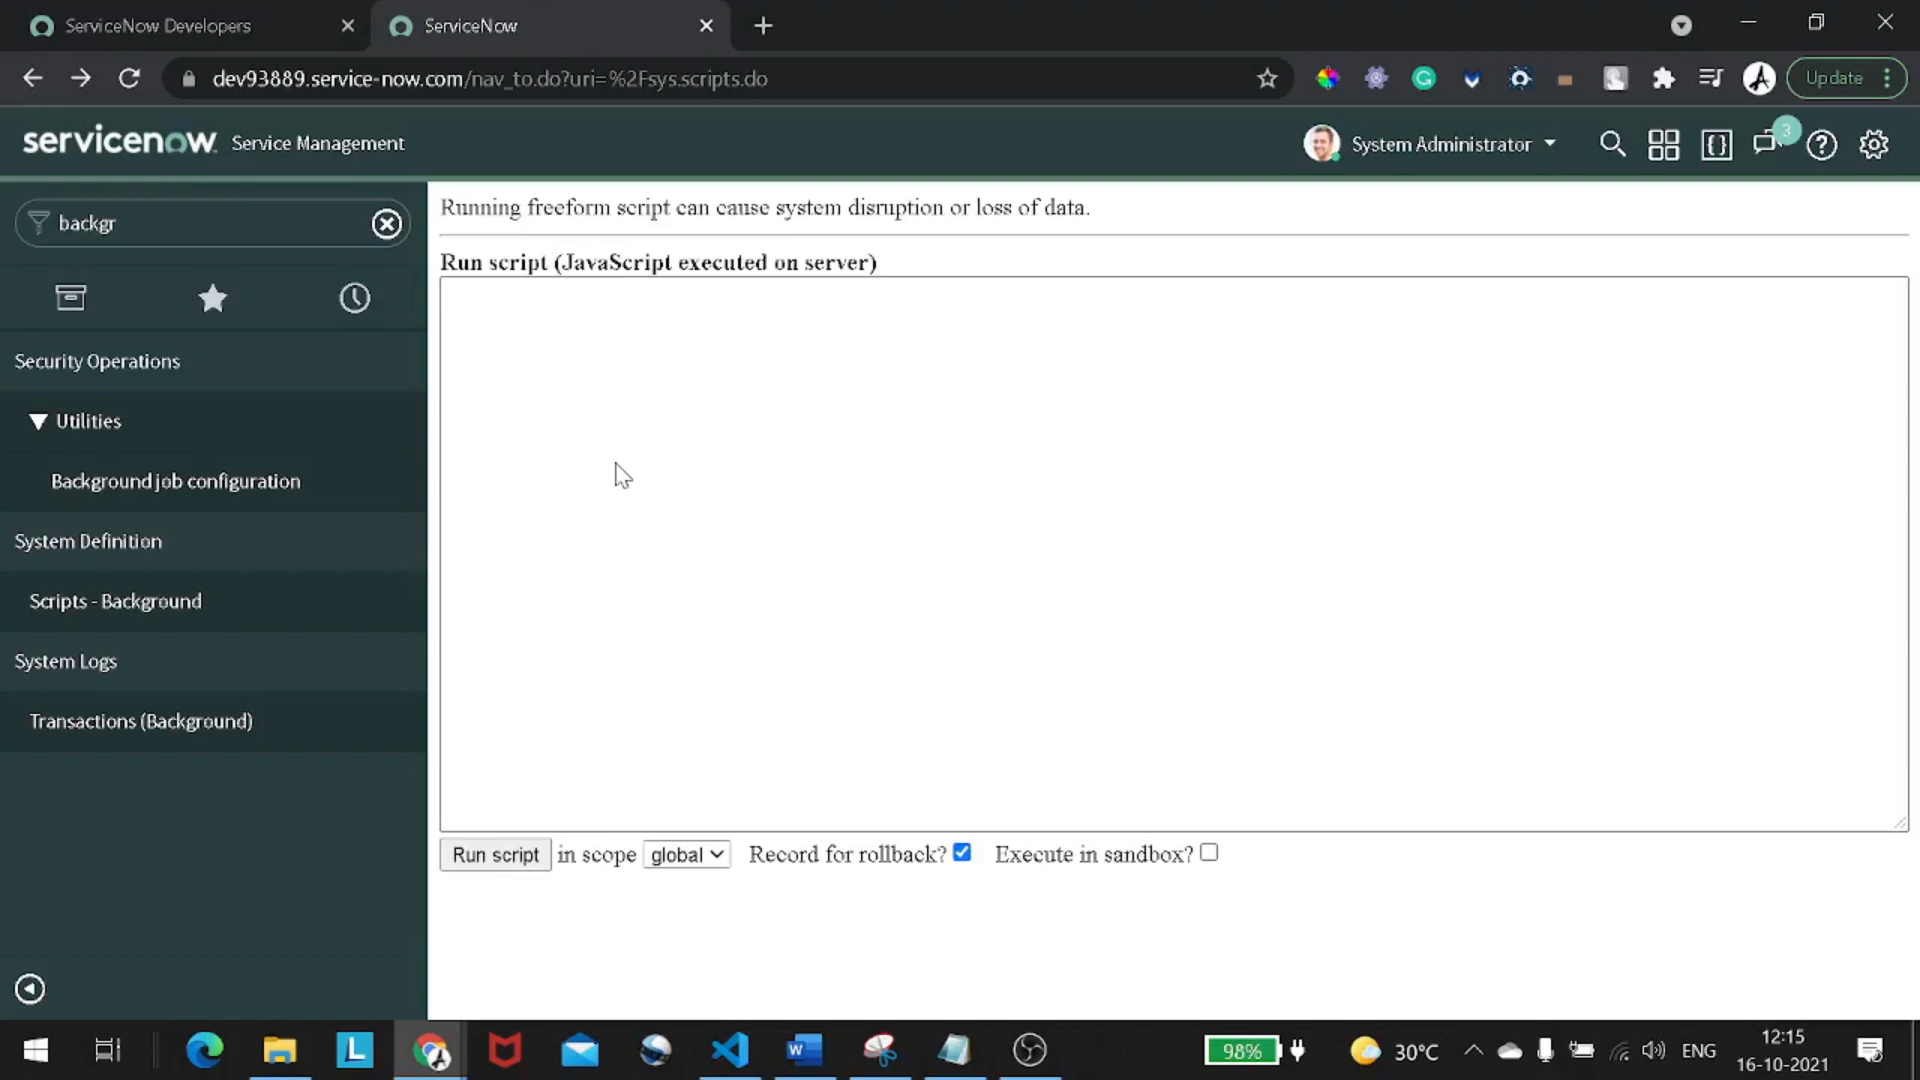 ServiceNow Developers
ServiceNow
dev93889.service-now.com/nav_to.do?uri=%2Fsys.scripts.do
Update
servicenow. Service Management
System Administrator
3
backgr
Security Operations
Utilities
Background job configuration
System Definition
Scripts - Background
System Logs
Transactions (Background)
Running freeform script can cause system disruption or loss of data.
Run script (JavaScript executed on server)
Run script in scope global Record for rollback? Execute in sandbox?
98%
30°C
ENG
12:15
16-10-2021